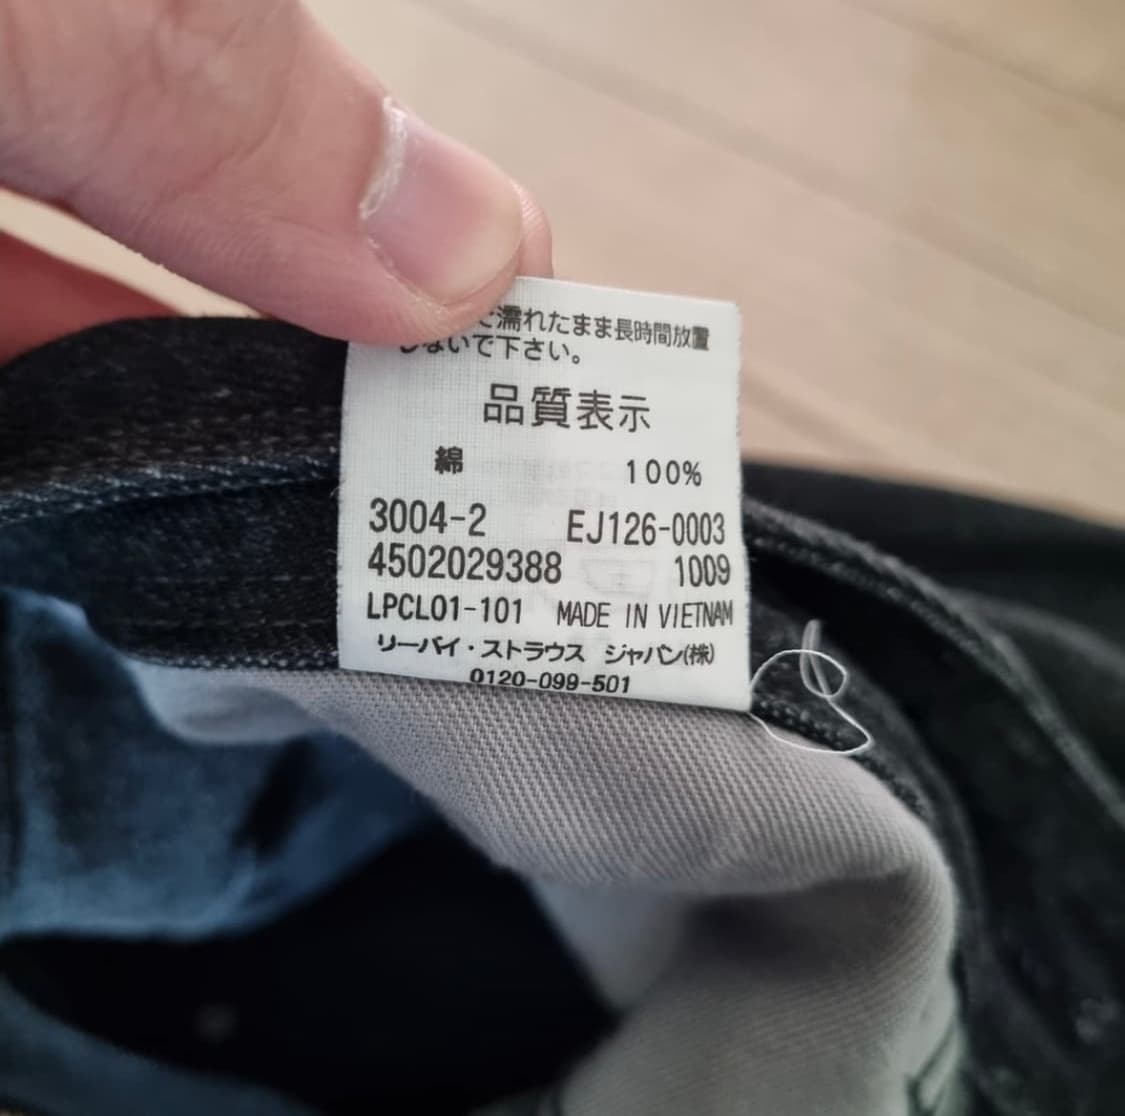 濡れたまま長時間放置
ないで下さい。
品質表示
綿 100%
3004-2 EJ126-0003
4502029388 1009
LPCL01-101 MADE IN VIETNAM
リーバイ・ストラウス ジャパン(株)
0120-099-501